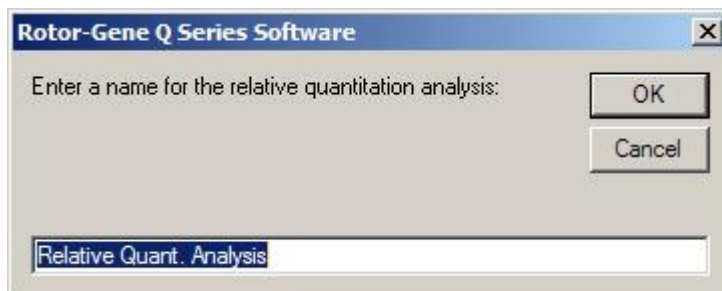 Rotor-Gene Q Series Software
Enter a name for the relative quantitation analysis:
OK
Cancel
Relative Quant. Analysis